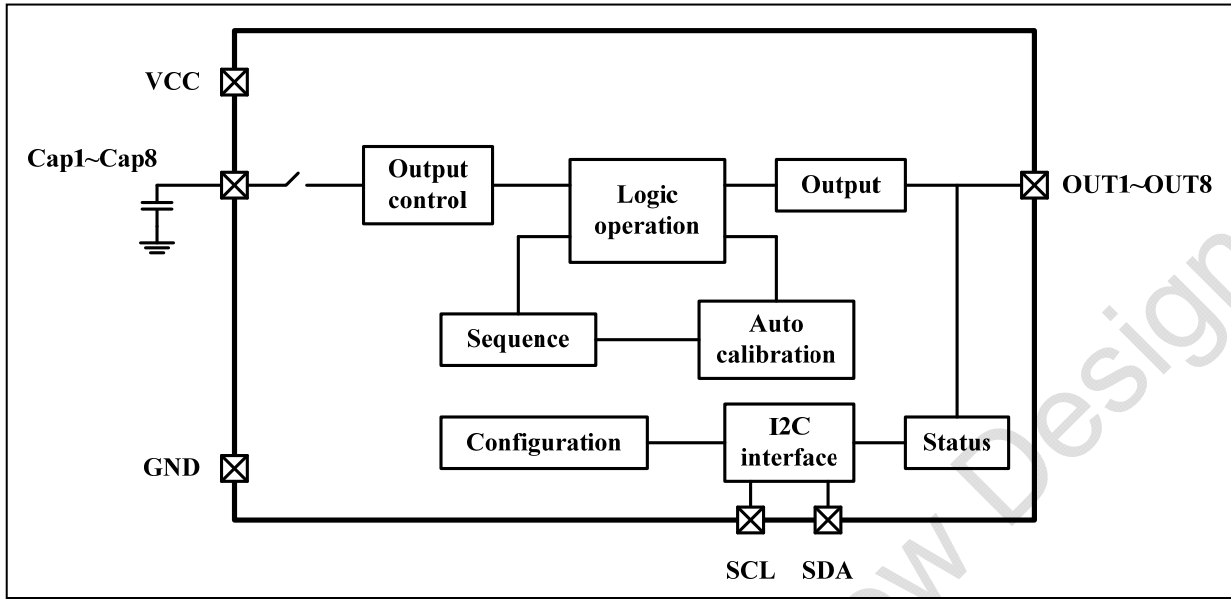 VCC
Cap1~Cap8
Output
control
Logic
operation
Output
OUT1~OUT8
Sequence
Auto
calibration
Configuration
I2C
interface
Status
GND
SCL
SDA
w Design